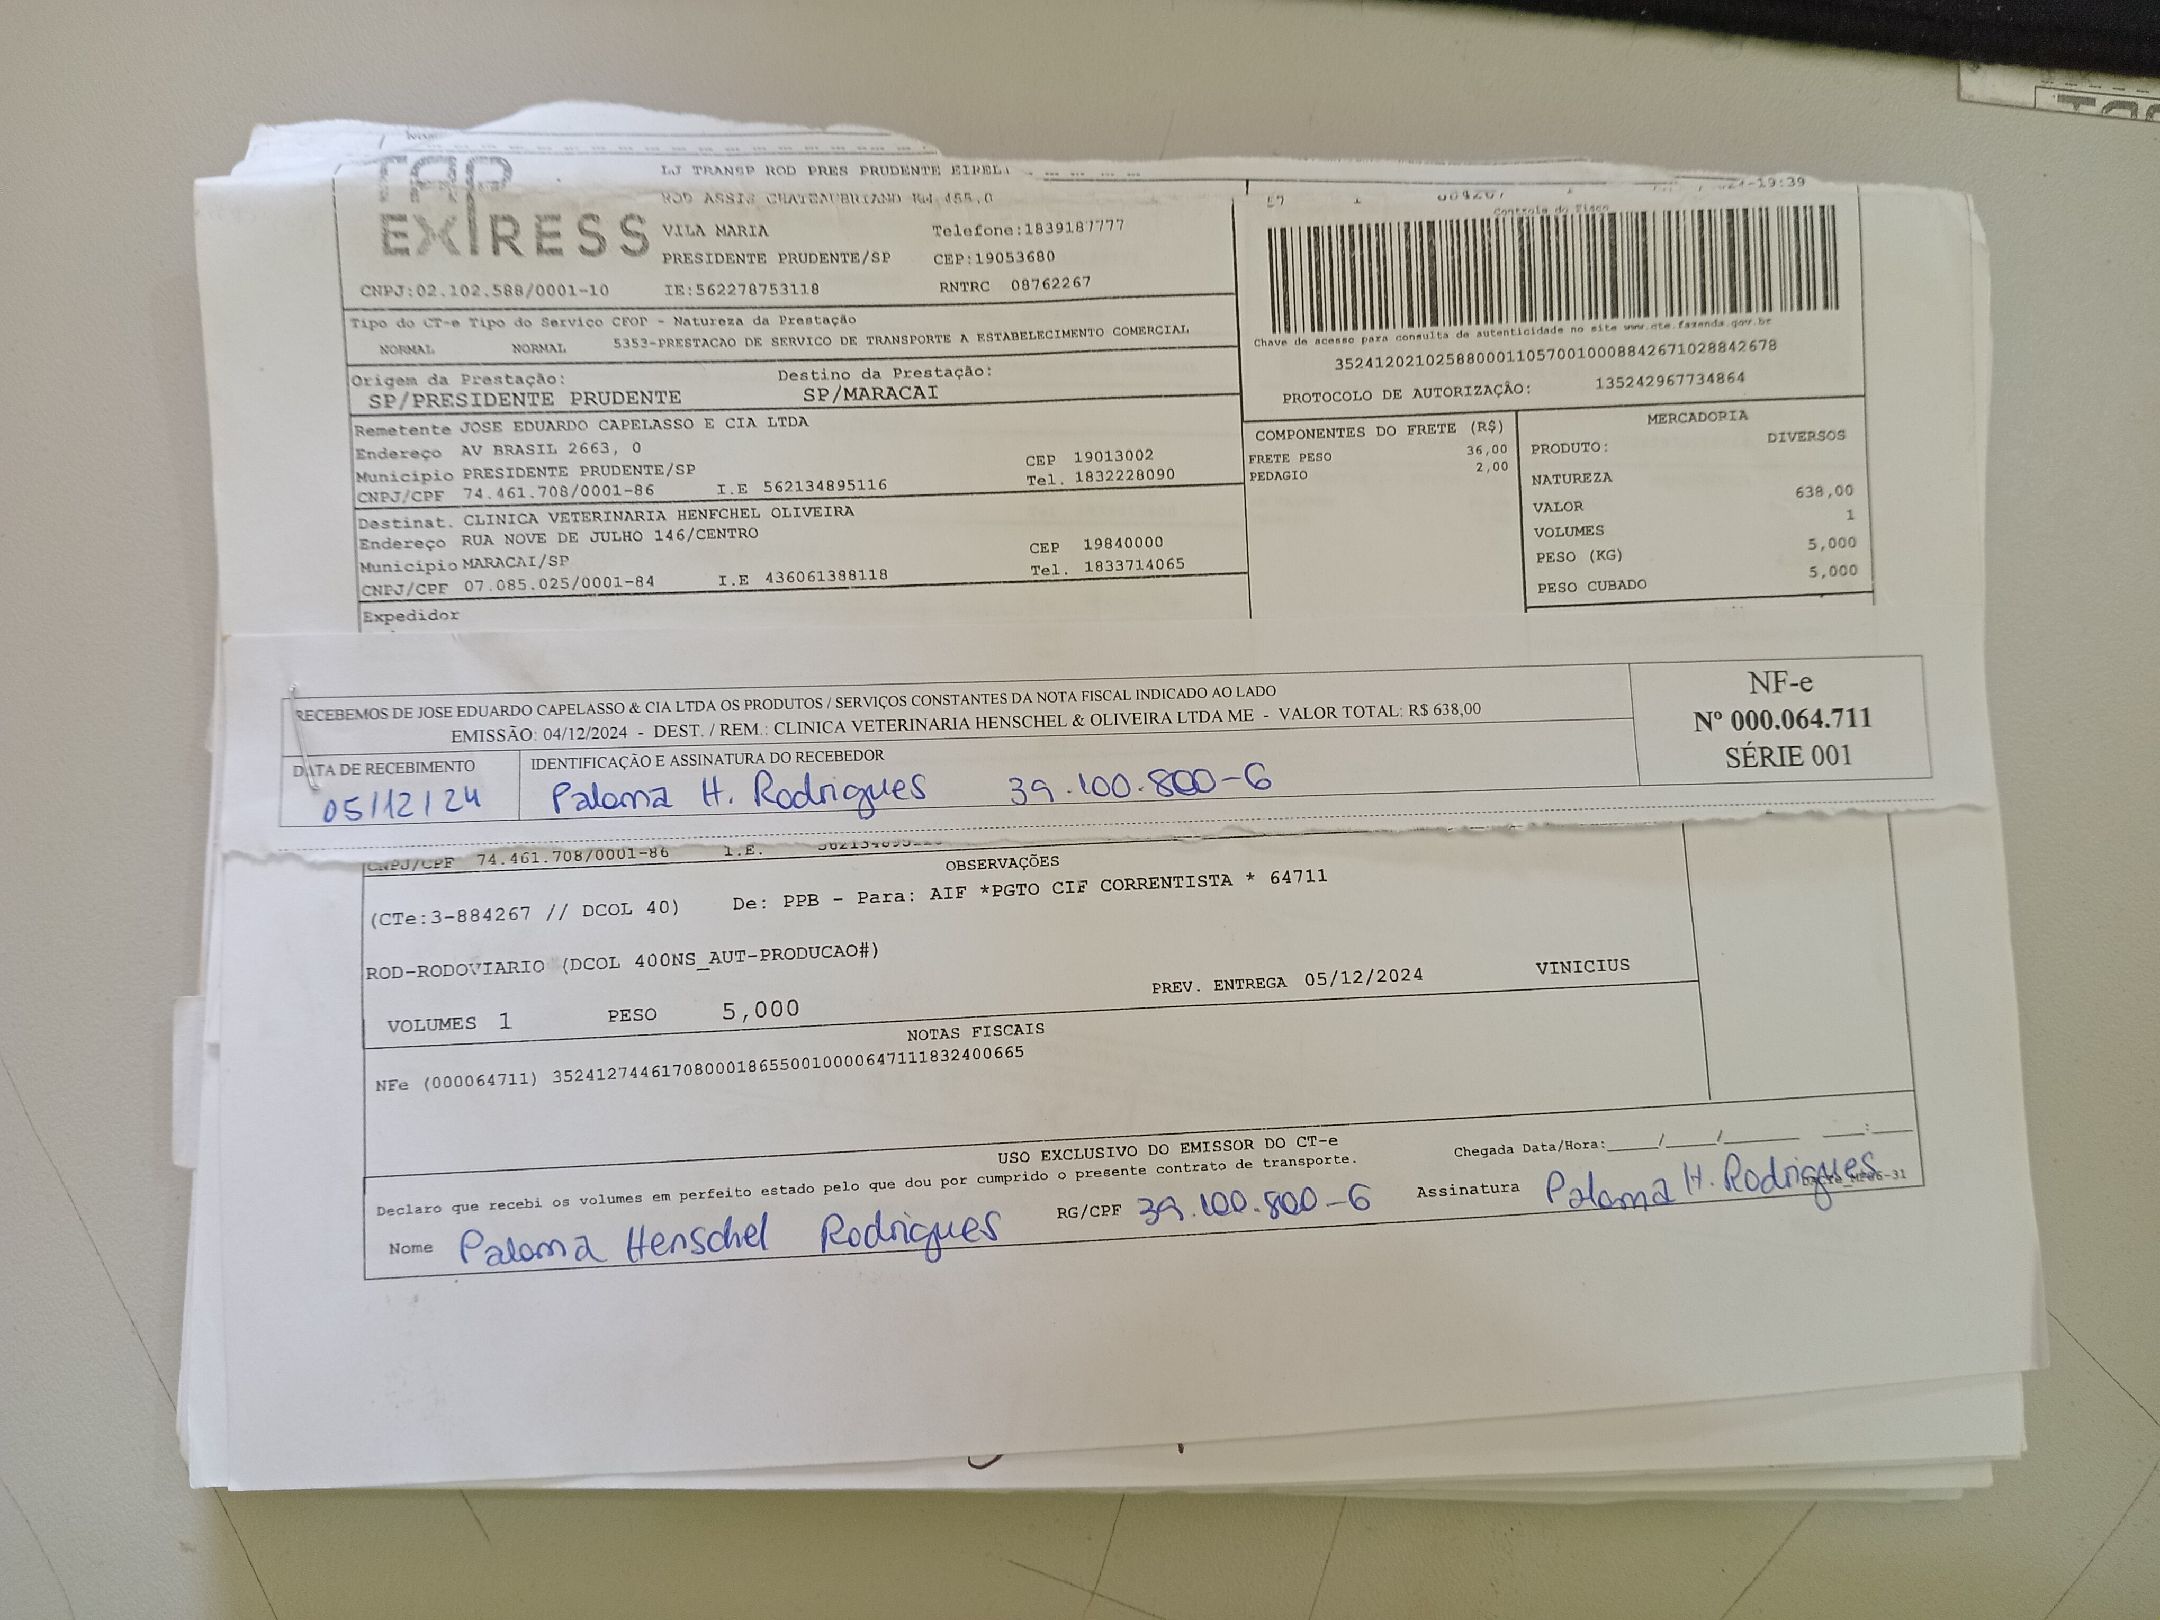 TAP
EXPRESS
LJ TRANSP ROD PRES PRUDENTE EIRELI
ROD ASSIS CHATEAUBRIAND KM 455,0
VILA MARIA Telefone:1839187777
PRESIDENTE PRUDENTE/SP CEP:19053680
CNPJ:02.102.588/0001-10 IE:562278753118 RNTRC 08762267
57 1 884267 19:39
Controle do Fisco
Chave de acesso para consulta de autenticidade no site www.cte.fazenda.gov.br
35241202102588000110570010008842671028842678
PROTOCOLO DE AUTORIZAÇÃO: 135242967734864
Tipo do CT-e Tipo do Serviço CFOP - Natureza da Prestação
NORMAL NORMAL 5353-PRESTACAO DE SERVICO DE TRANSPORTE A ESTABELECIMENTO COMERCIAL
Origem da Prestação: Destino da Prestação:
SP/PRESIDENTE PRUDENTE SP/MARACAI
Remetente JOSE EDUARDO CAPELASSO E CIA LTDA
Endereço AV BRASIL 2663, 0 CEP 19013002
Municipio PRESIDENTE PRUDENTE/SP Tel. 1832228090
CNPJ/CPF 74.461.708/0001-86 I.E 562134895116
Destinat. CLINICA VETERINARIA HENFCHEL OLIVEIRA
Endereço RUA NOVE DE JULHO 146/CENTRO CEP 19840000
Municipio MARACAI/SP Tel. 1833714065
CNPJ/CPF 07.085.025/0001-84 I.E 436061388118
Expedidor
COMPONENTES DO FRETE (R$)
FRETE PESO 36,00
PEDAGIO 2,00
MERCADORIA
PRODUTO: DIVERSOS
NATUREZA
VALOR 638,00
VOLUMES 1
PESO (KG) 5,000
PESO CUBADO 5,000
RECEBEMOS DE JOSE EDUARDO CAPELASSO & CIA LTDA OS PRODUTOS / SERVIÇOS CONSTANTES DA NOTA FISCAL INDICADO AO LADO
EMISSÃO: 04/12/2024 - DEST. / REM.: CLINICA VETERINARIA HENSCHEL & OLIVEIRA LTDA ME - VALOR TOTAL: R$ 638,00
DATA DE RECEBIMENTO IDENTIFICAÇÃO E ASSINATURA DO RECEBEDOR
05/12/24 Paloma H. Rodrigues 39.100.800-6
NF-e
Nº 000.064.711
SÉRIE 001
CNPJ/CPF 74.461.708/0001-86 I.E.
OBSERVAÇÕES
(CTe:3-884267 // DCOL 40) De: PPB - Para: AIF *PGTO CIF CORRENTISTA * 64711
ROD-RODOVIARIO (DCOL 400NS_AUT-PRODUCAO#)
VOLUMES 1 PESO 5,000 PREV. ENTREGA 05/12/2024 VINICIUS
NOTAS FISCAIS
NFe (000064711) 35241274461708000186550010000647111832400665
USO EXCLUSIVO DO EMISSOR DO CT-e
Declaro que recebi os volumes em perfeito estado pelo que dou por cumprido o presente contrato de transporte.
Chegada Data/Hora:____/____/______ ___:___
Nome Paloma Henschel Rodrigues RG/CPF 39.100.800-6 Assinatura Paloma H. Rodrigues